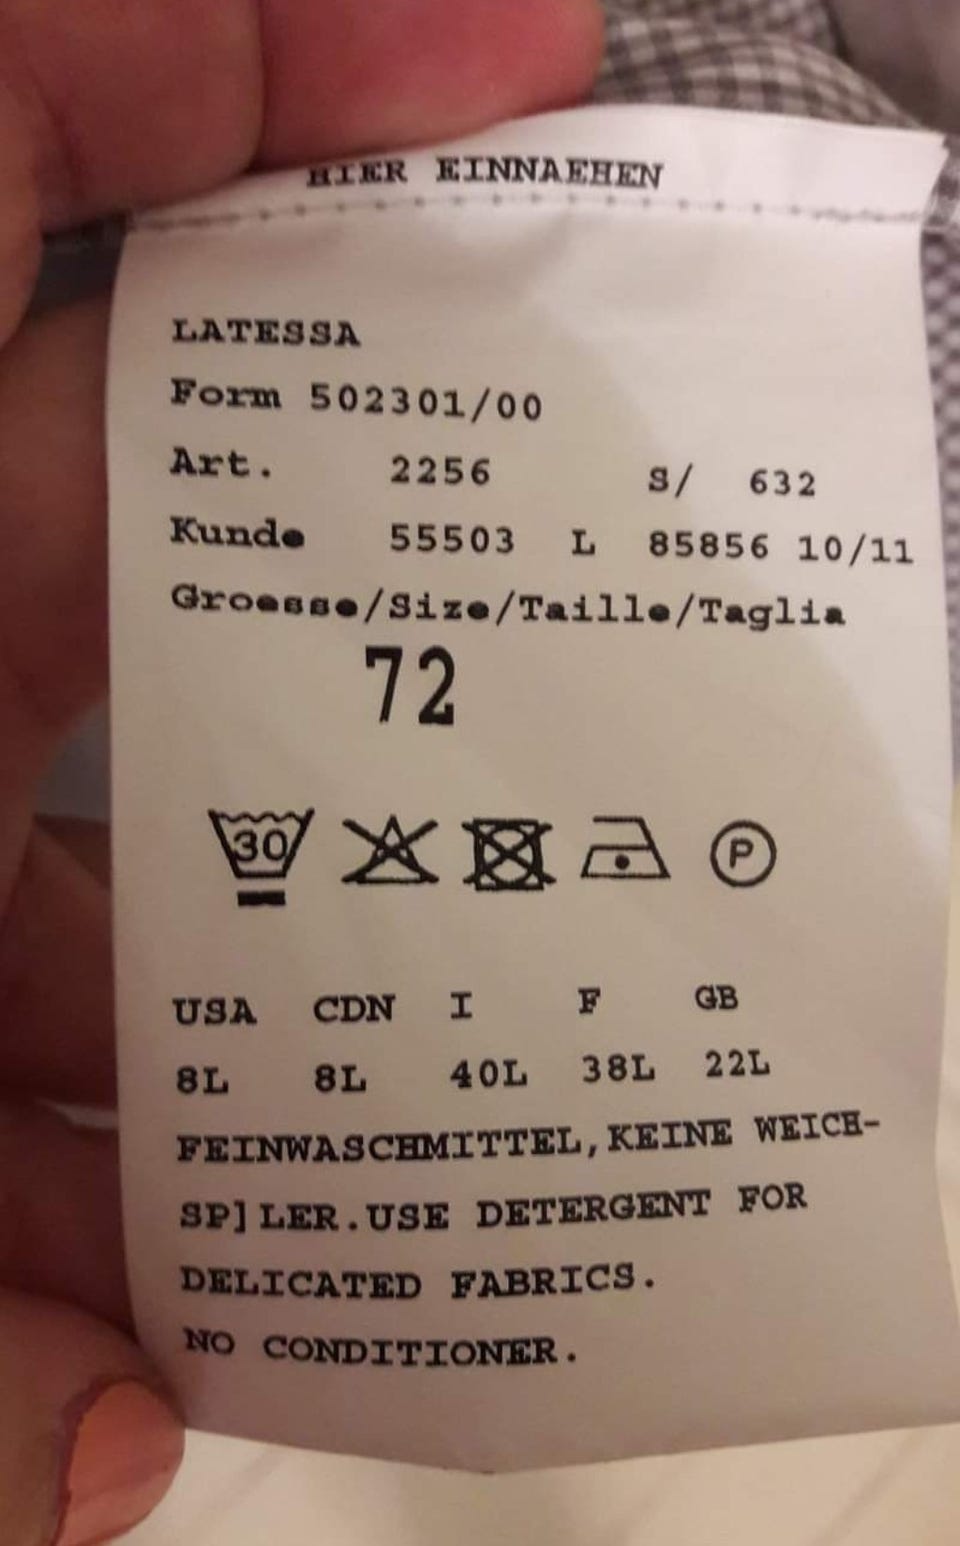 HIER EINNAEHEN
LATESSA
Form 502301/00
Art. 2256 S/ 632
Kunde 55503 L 85856 10/11
Groesse/Size/Taille/Taglia
72
30 P
USA CDN I F GB
8L 8L 40L 38L 22L
FEINWASCHMITTEL,KEINE WEICH-
SP]LER.USE DETERGENT FOR
DELICATED FABRICS.
NO CONDITIONER.